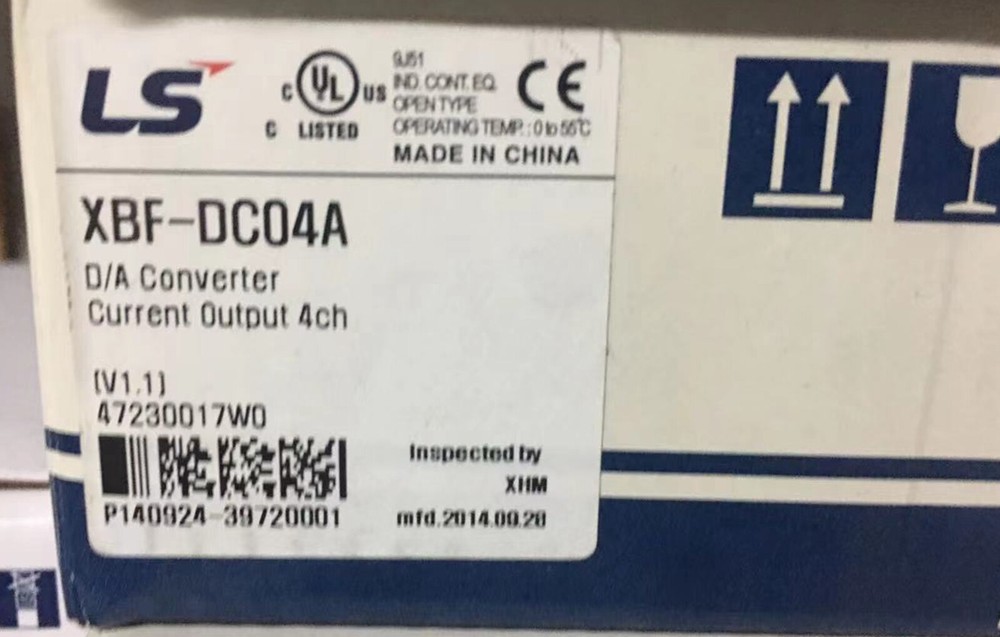 LS
C UL US
C LISTED
9J51
IND. CONT. EQ.
OPEN TYPE
OPERATING TEMP. : 0 to 55℃
MADE IN CHINA
CE
XBF-DC04A
D/A Converter
Current Output 4ch
(V1.1)
47230017W0
P140924-39720001
Inspected by
XHM
mfd.2014.09.28